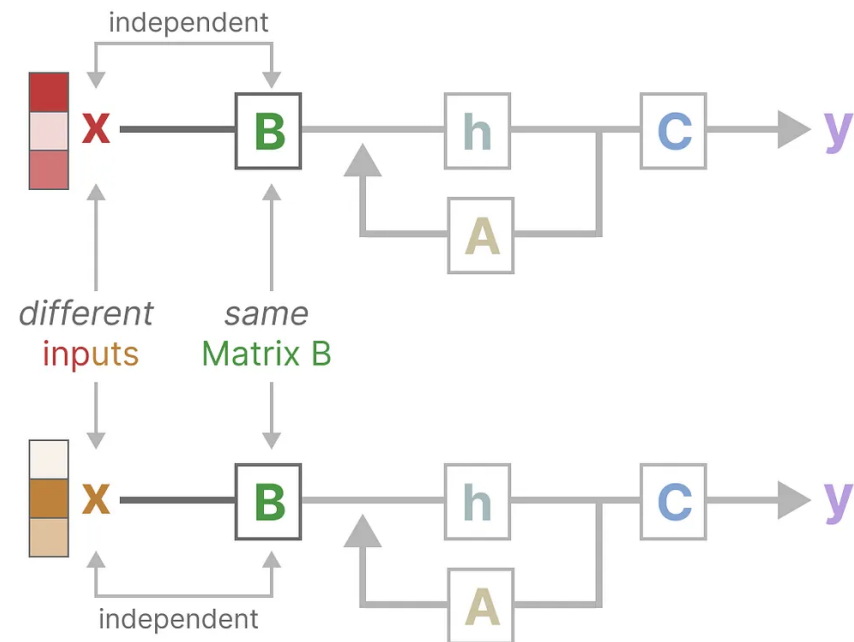 independent
x B h C y
A
different same
inputs Matrix B
x B h C y
independent
A